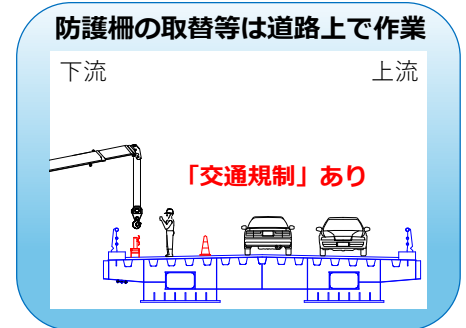 防護柵の取替等は道路上で作業
下流
上流
「交通規制」あり